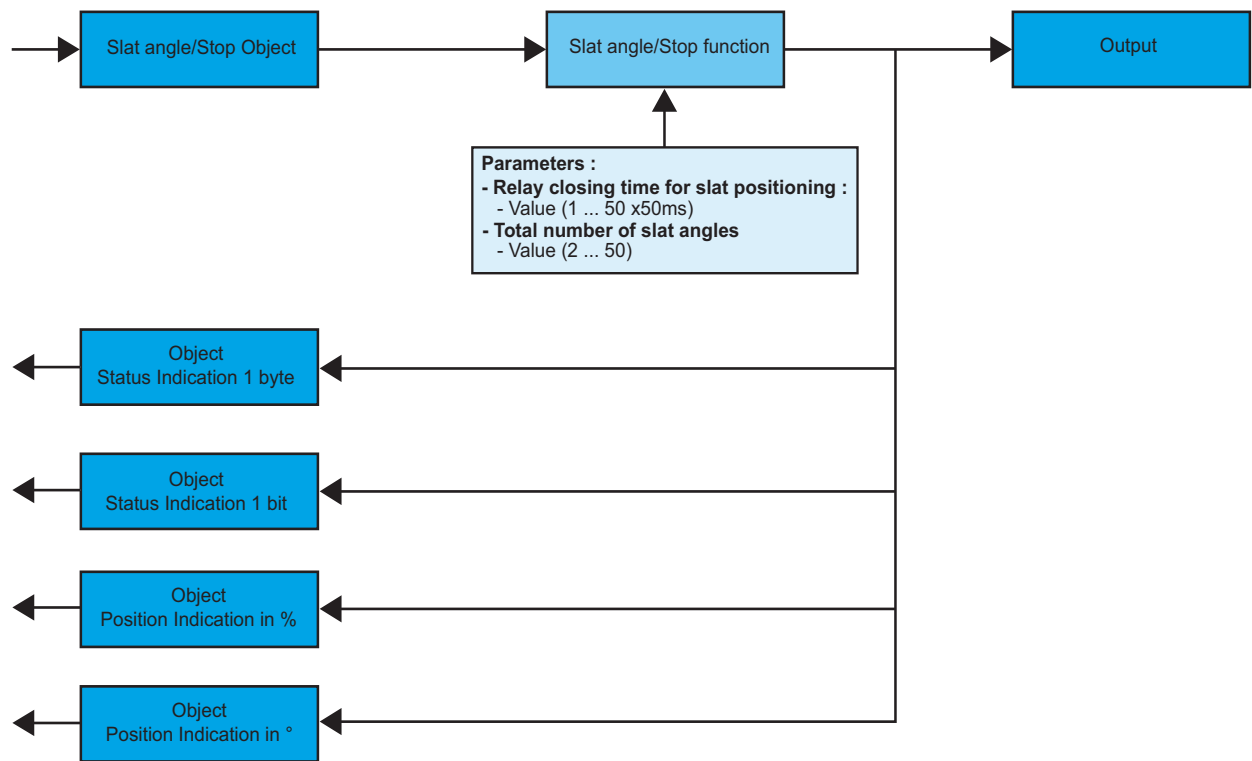 Slat angle/Stop Object
Slat angle/Stop function
Output
Parameters :
- Relay closing time for slat positioning :
- Value (1 ... 50 x50ms)
- Total number of slat angles
- Value (2 ... 50)
Object
Status Indication 1 byte
Object
Status Indication 1 bit
Object
Position Indication in %
Object
Position Indication in °